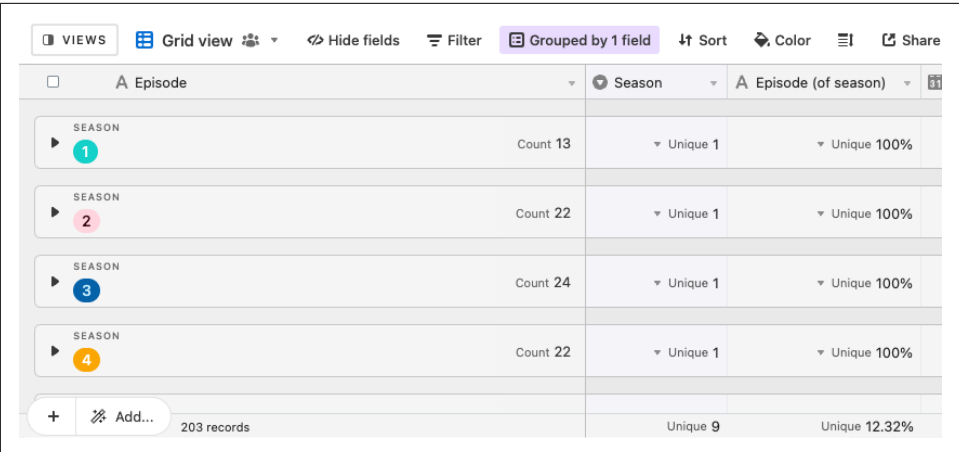 VIEWS Grid view Hide fields Filter Grouped by 1 field Sort Color Share
A Episode Season A Episode (of season) 31
SEASON
1 Count 13 Unique 1 Unique 100%
SEASON
2 Count 22 Unique 1 Unique 100%
SEASON
3 Count 24 Unique 1 Unique 100%
SEASON
4 Count 22 Unique 1 Unique 100%
+ Add... 203 records Unique 9 Unique 12.32%